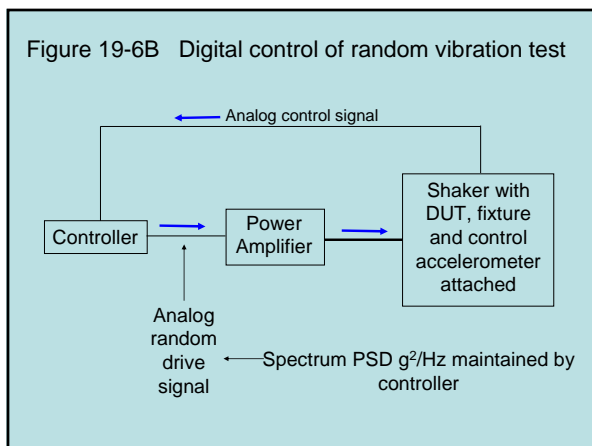 Figure 19-6B Digital control of random vibration test
Analog control signal
Controller
Power
Amplifier
Shaker with
DUT, fixture
and control
accelerometer
attached
Analog
random
drive
signal
Spectrum PSD g²/Hz maintained by
controller